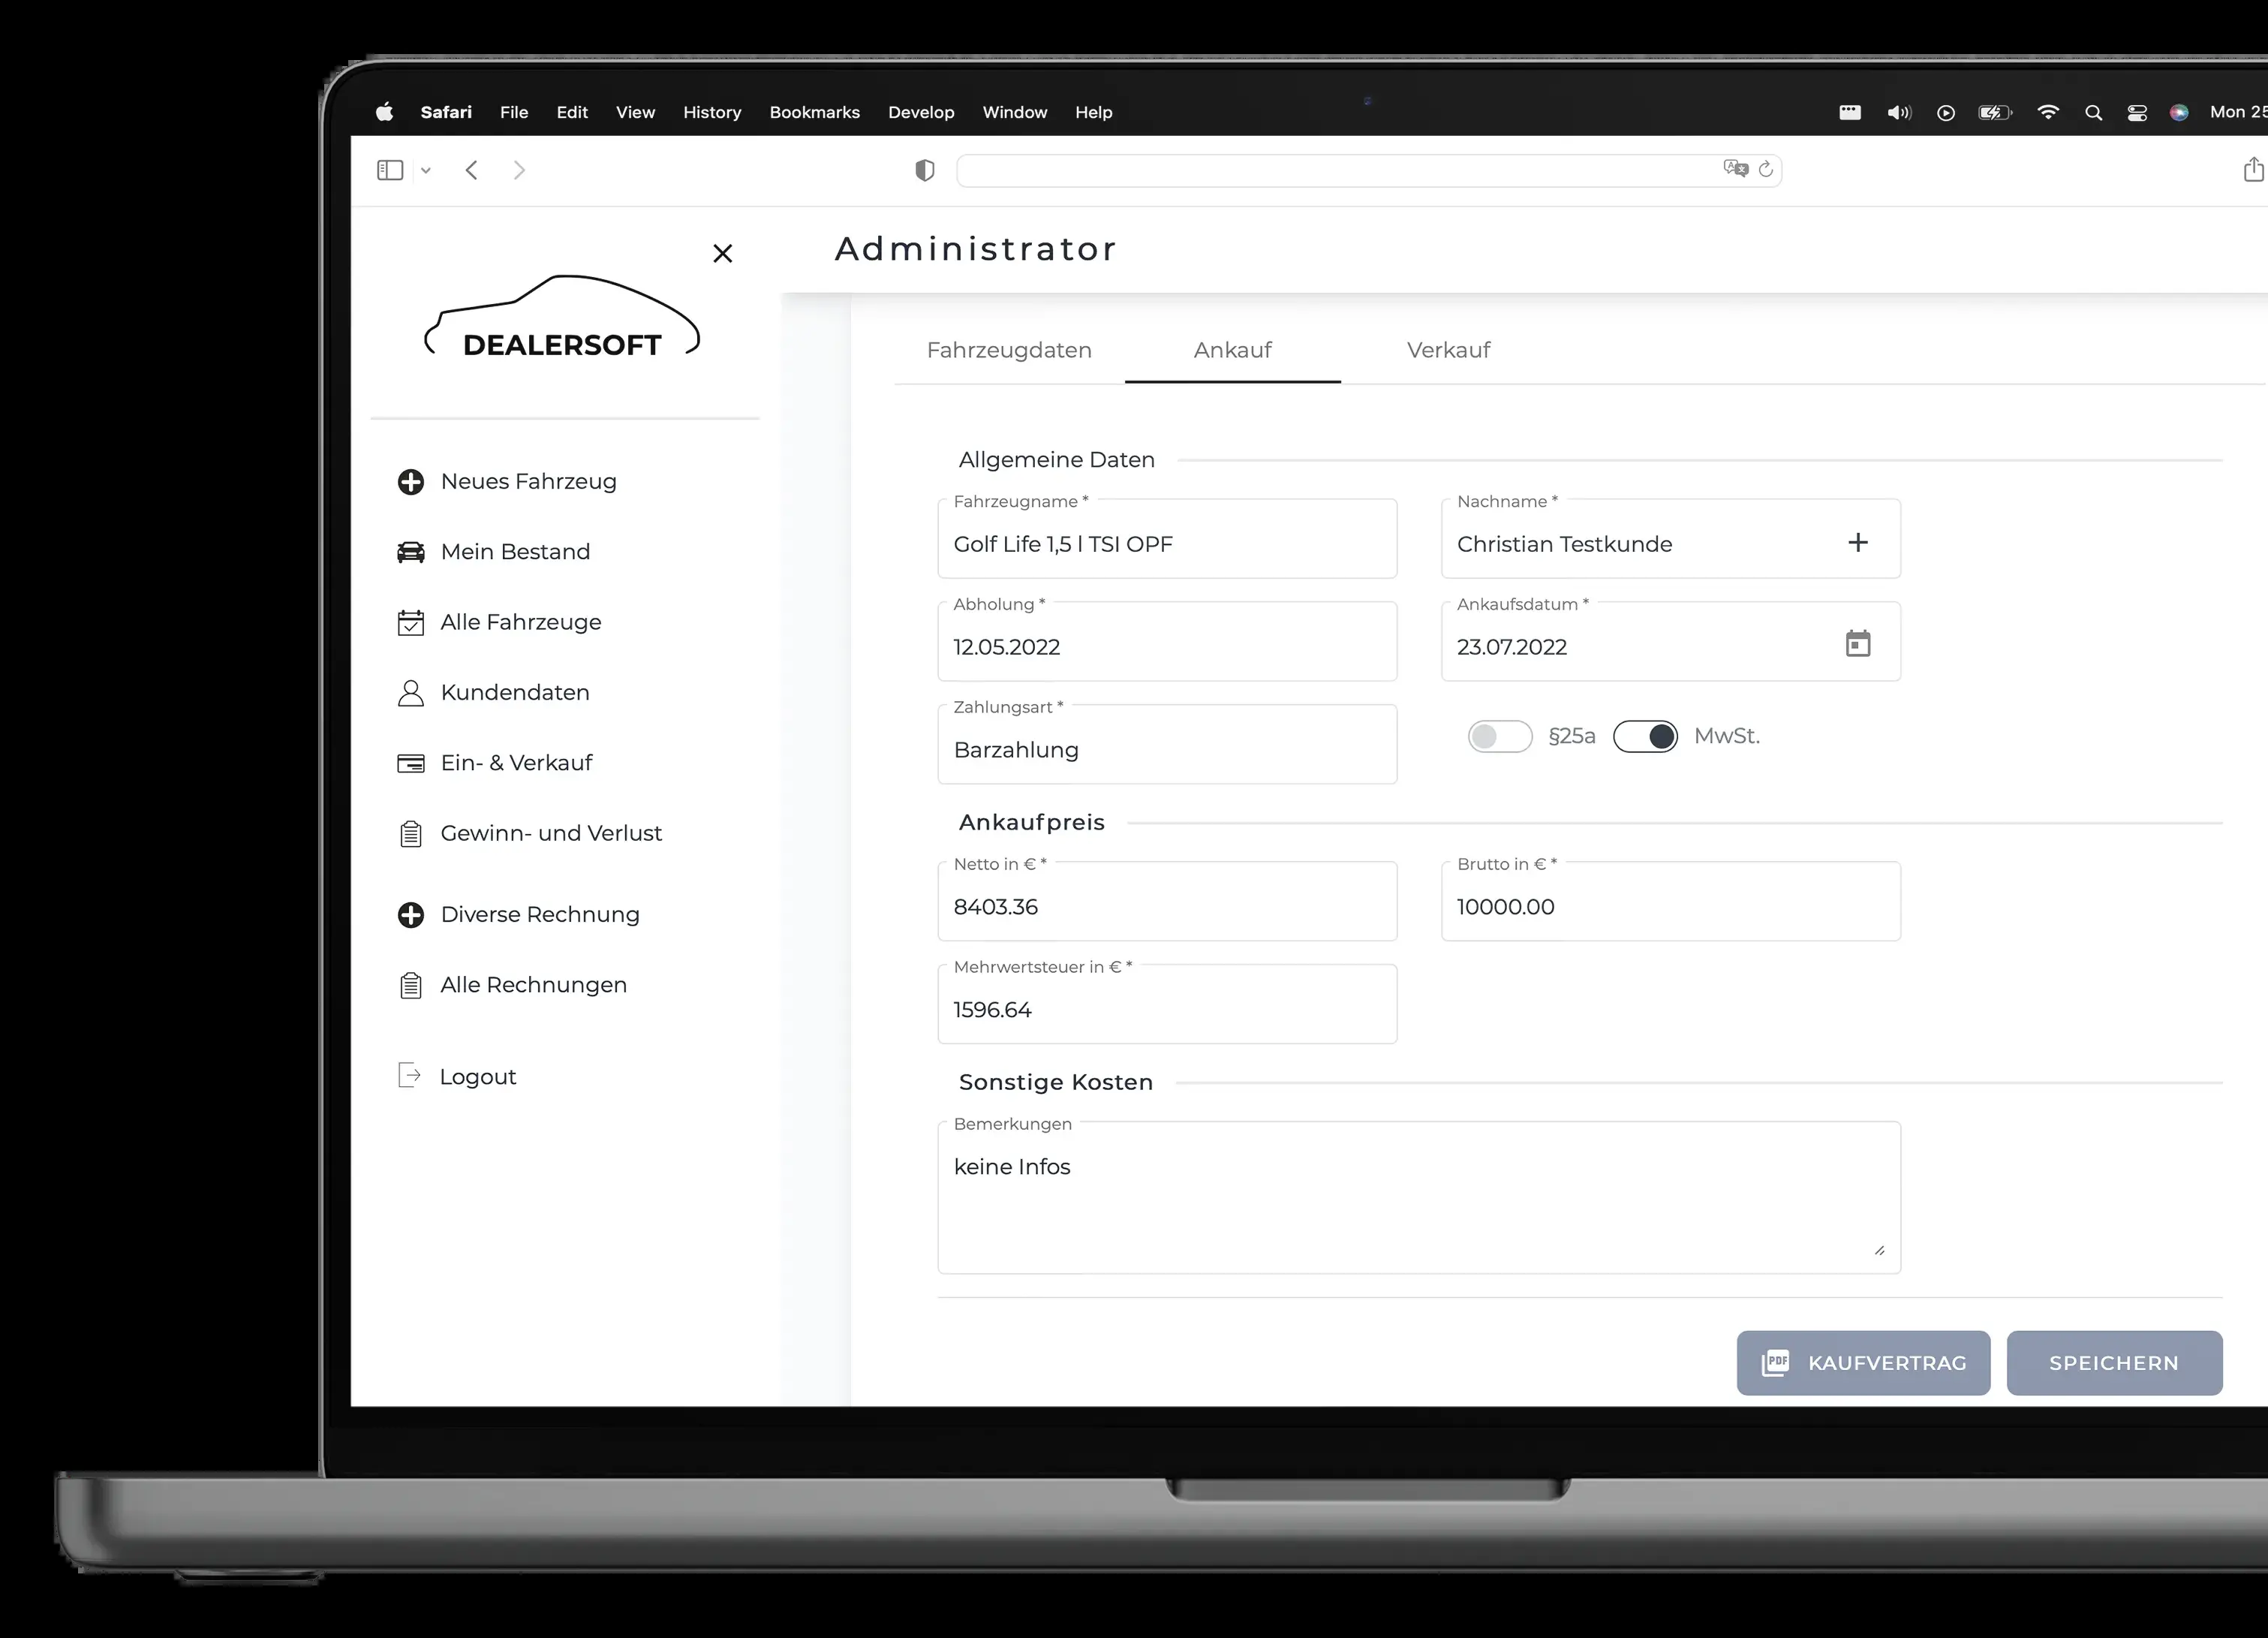 Safari File Edit View History Bookmarks Develop Window Help Mon 25
Administrator
DEALERSOFT
Neues Fahrzeug
Mein Bestand
Alle Fahrzeuge
Kundendaten
Ein- & Verkauf
Gewinn- und Verlust
Diverse Rechnung
Alle Rechnungen
Logout
Fahrzeugdaten Ankauf Verkauf
Allgemeine Daten
Fahrzeugname * Nachname *
Golf Life 1,5 l TSI OPF Christian Testkunde
Abholung * Ankaufsdatum *
12.05.2022 23.07.2022
Zahlungsart *
Barzahlung §25a MwSt.
Ankaufpreis
Netto in € * Brutto in € *
8403.36 10000.00
Mehrwertsteuer in € *
1596.64
Sonstige Kosten
Bemerkungen
keine Infos
PDF KAUFVERTRAG SPEICHERN